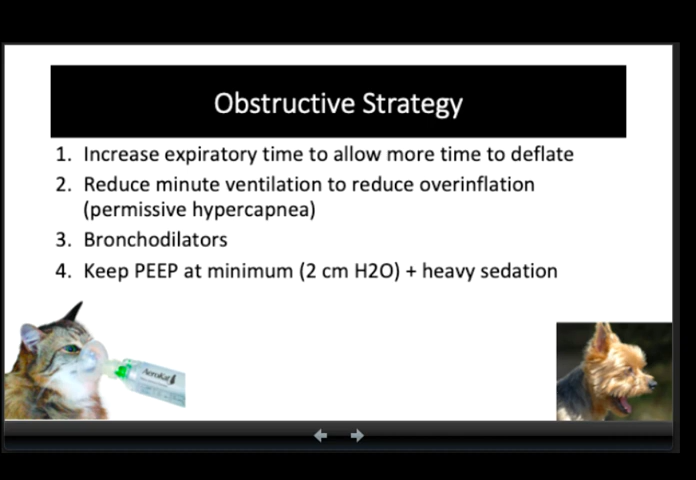 Obstructive Strategy
1. Increase expiratory time to allow more time to deflate
2. Reduce minute ventilation to reduce overinflation
(permissive hypercapnea)
3. Bronchodilators
4. Keep PEEP at minimum (2 cm H2O) + heavy sedation
AeroKat